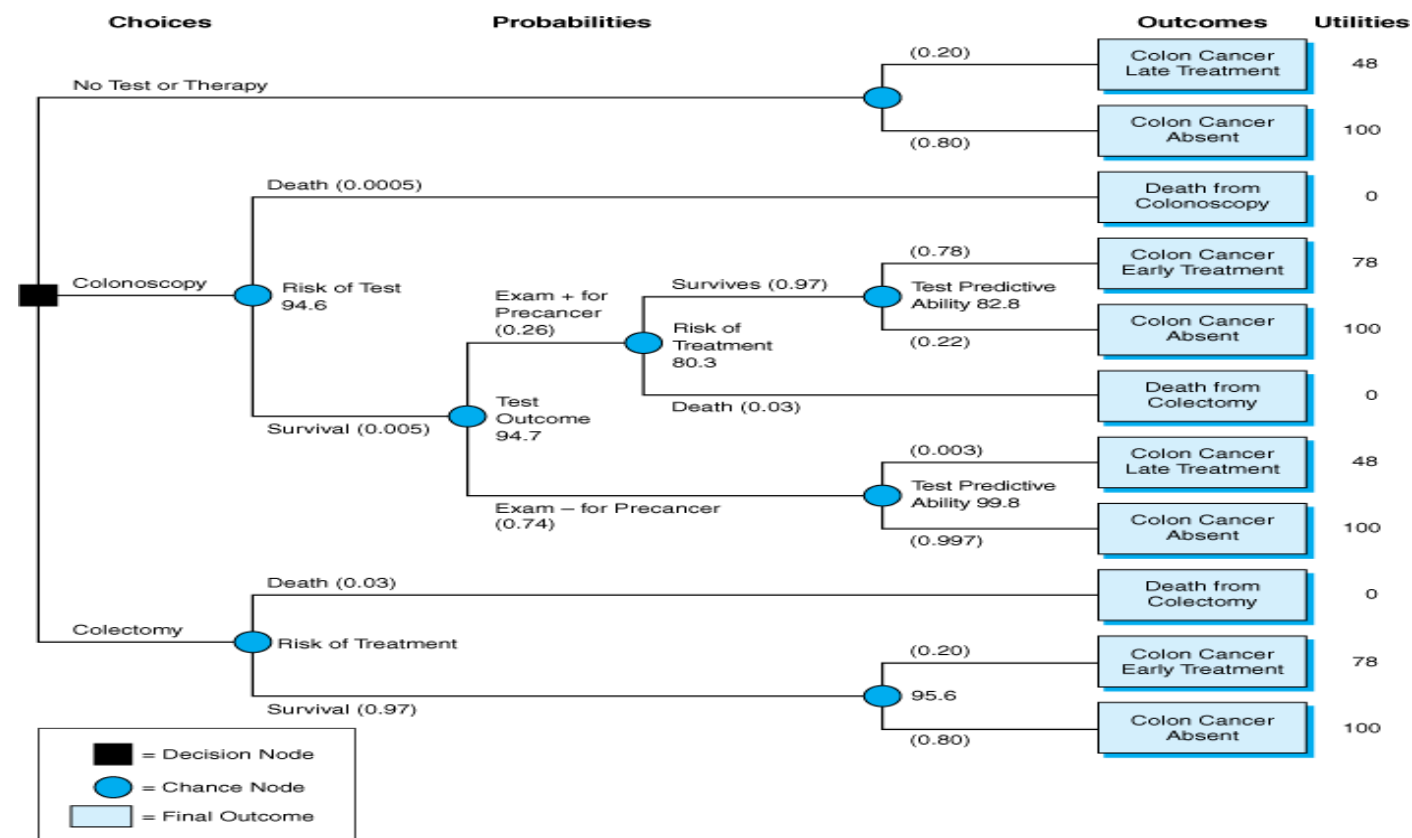 Choices Probabilities Outcomes Utilities
No Test or Therapy
(0.20)
Colon Cancer
Late Treatment
48
(0.80)
Colon Cancer
Absent
100
Colonoscopy
Risk of Test
94.6
Death (0.0005)
Death from
Colonoscopy
0
Survival (0.005)
Test
Outcome
94.7
Exam + for
Precancer
(0.26)
Risk of
Treatment
80.3
Survives (0.97)
Test Predictive
Ability 82.8
(0.78)
Colon Cancer
Early Treatment
78
(0.22)
Colon Cancer
Absent
100
Death (0.03)
Death from
Colectomy
0
Exam – for Precancer
(0.74)
Test Predictive
Ability 99.8
(0.003)
Colon Cancer
Late Treatment
48
(0.997)
Colon Cancer
Absent
100
Colectomy
Risk of Treatment
Death (0.03)
Death from
Colectomy
0
Survival (0.97)
95.6
(0.20)
Colon Cancer
Early Treatment
78
(0.80)
Colon Cancer
Absent
100
= Decision Node
= Chance Node
= Final Outcome